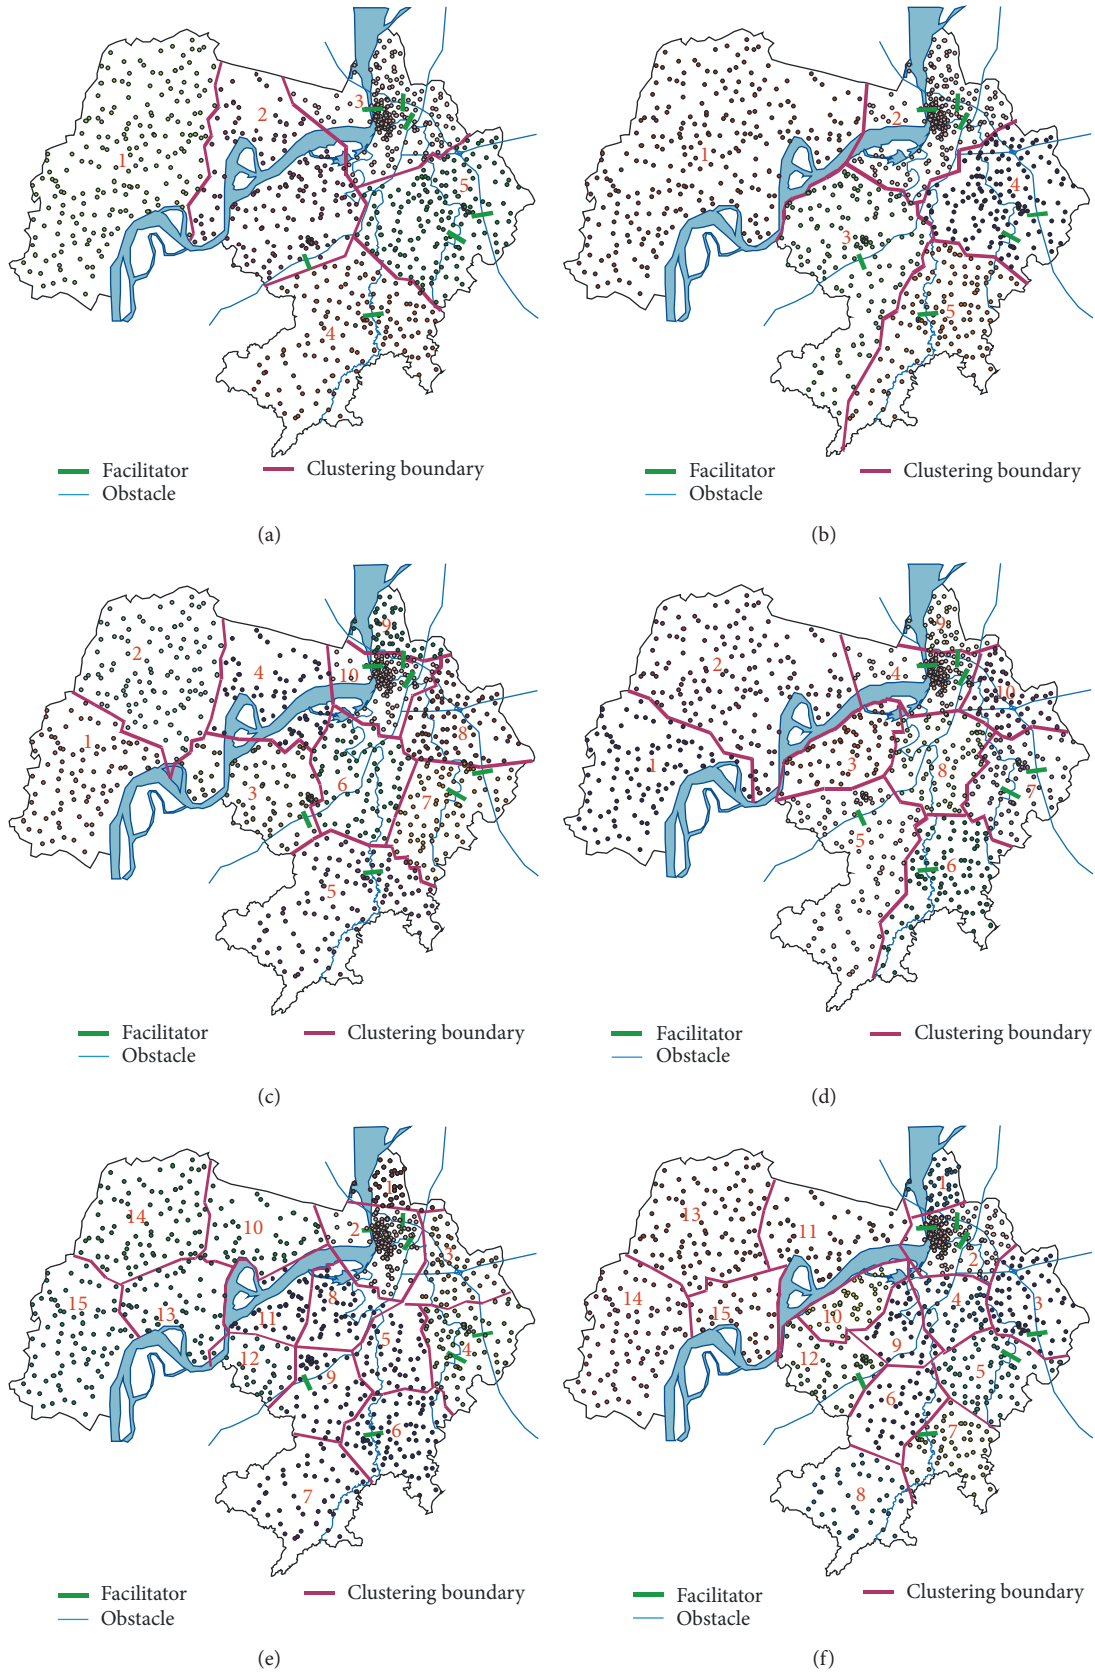 1
2
3
5
4
Facilitator
Clustering boundary
Obstacle
(a)
1
2
4
3
5
Facilitator
Clustering boundary
Obstacle
(b)
9
2
4
10
8
1
3
6
7
5
Facilitator
Clustering boundary
Obstacle
(c)
9
2
4
10
1
3
8
7
5
6
Facilitator
Clustering boundary
Obstacle
(d)
1
14
10
2
3
15
13
11
8
5
4
12
9
6
7
Facilitator
Clustering boundary
Obstacle
(e)
1
13
11
2
14
15
10
4
3
9
12
5
6
7
8
Facilitator
Clustering boundary
Obstacle
(f)